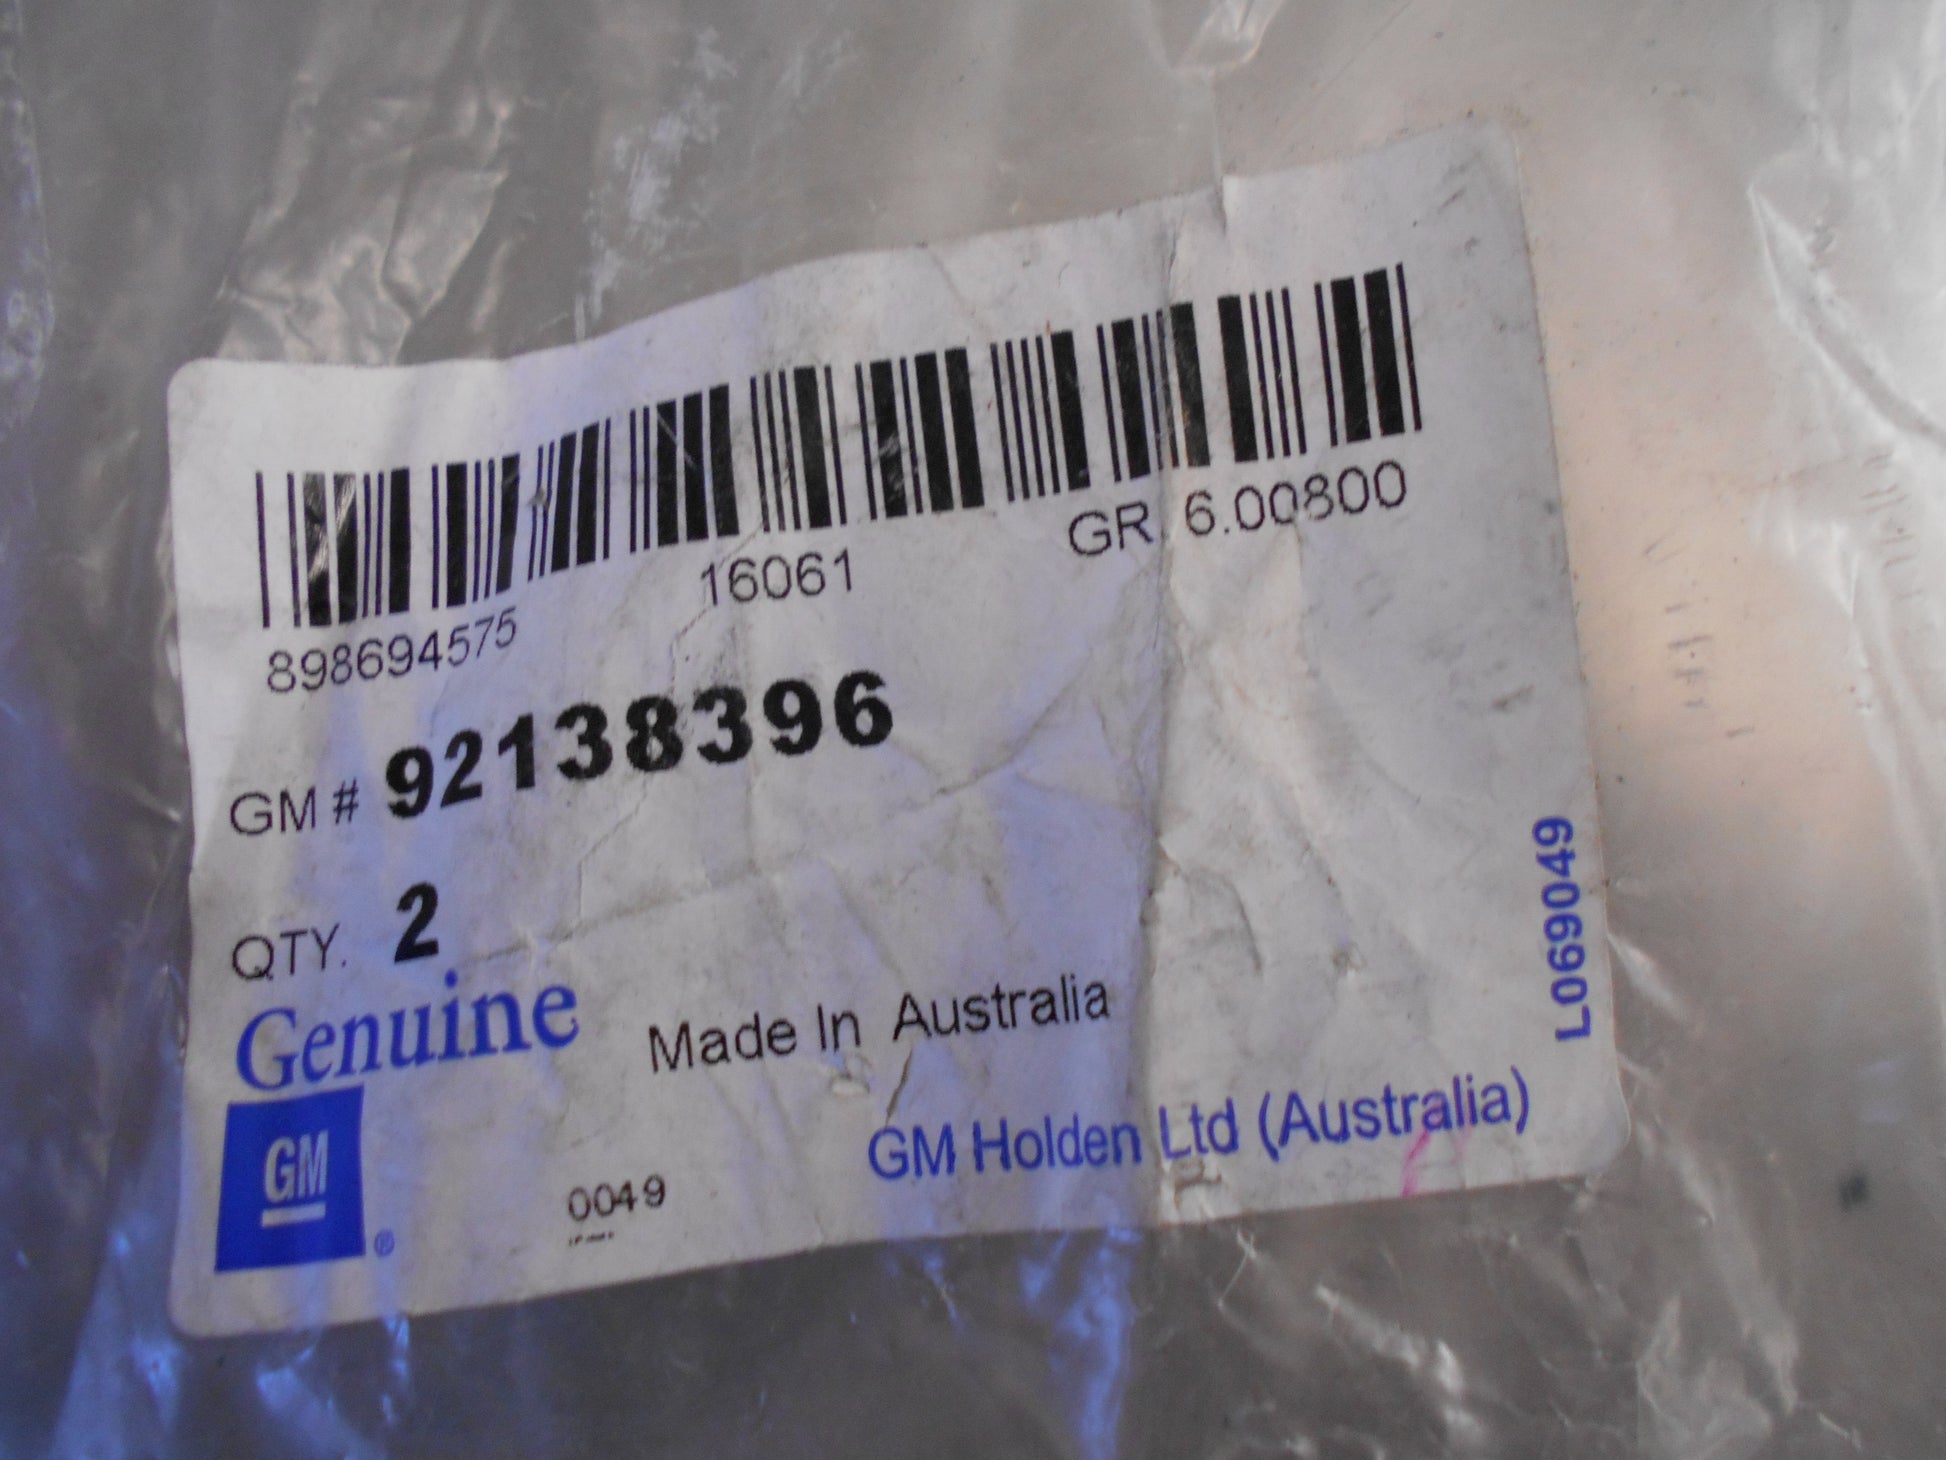 898694575 16061 GR. 6.00800
GM # 92138396
QTY. 2
Genuine
Made In Australia
GM
®
0049
GM Holden Ltd (Australia)
L069049